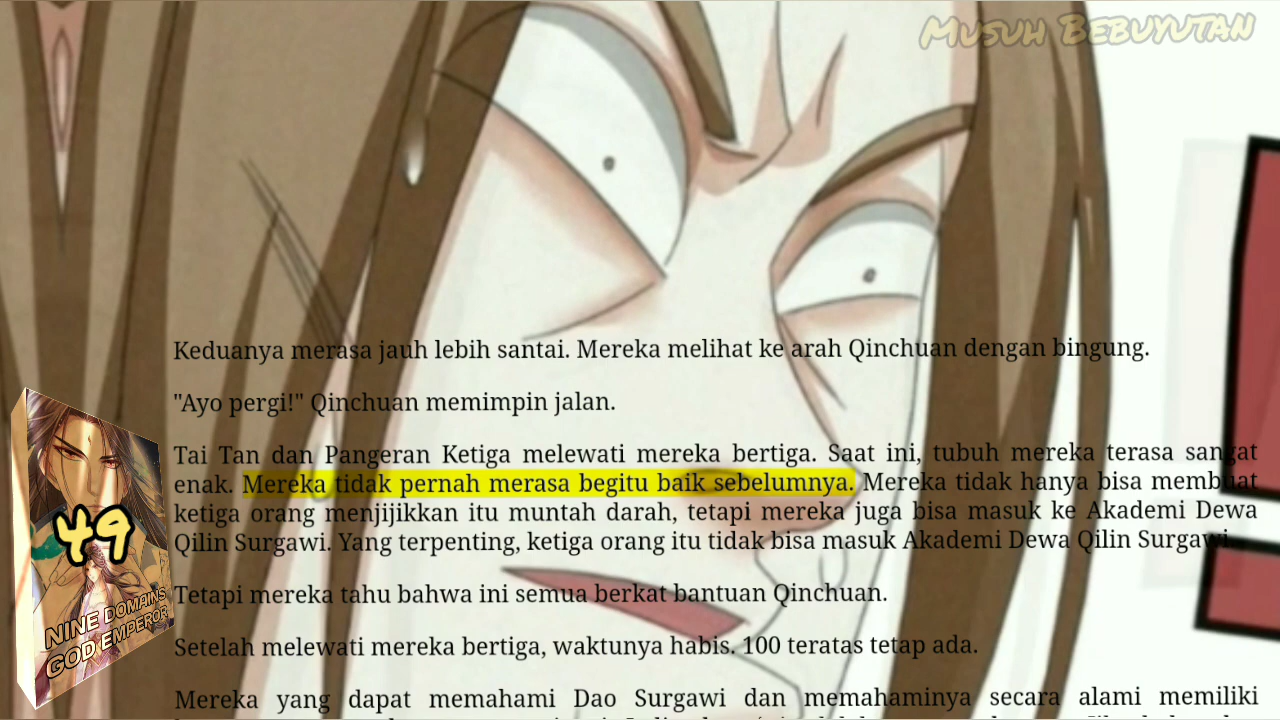 Musuh Bebuyutan
Keduanya merasa jauh lebih santai. Mereka melihat ke arah Qinchuan dengan bingung.
"Ayo pergi!" Qinchuan memimpin jalan.
Tai Tan dan Pangeran Ketiga melewati mereka bertiga. Saat ini, tubuh mereka terasa sangat
enak. Mereka tidak pernah merasa begitu baik sebelumnya. Mereka tidak hanya bisa membuat
ketiga orang menjijikkan itu muntah darah, tetapi mereka juga bisa masuk ke Akademi Dewa
Qilin Surgawi. Yang terpenting, ketiga orang itu tidak bisa masuk Akademi Dewa Qilin Surgawi.
49
NINE DOMAINS
GOD EMPEROR
Tetapi mereka tahu bahwa ini semua berkat bantuan Qinchuan.
Setelah melewati mereka bertiga, waktunya habis. 100 teratas tetap ada.
Mereka yang dapat memahami Dao Surgawi dan memahaminya secara alami memiliki